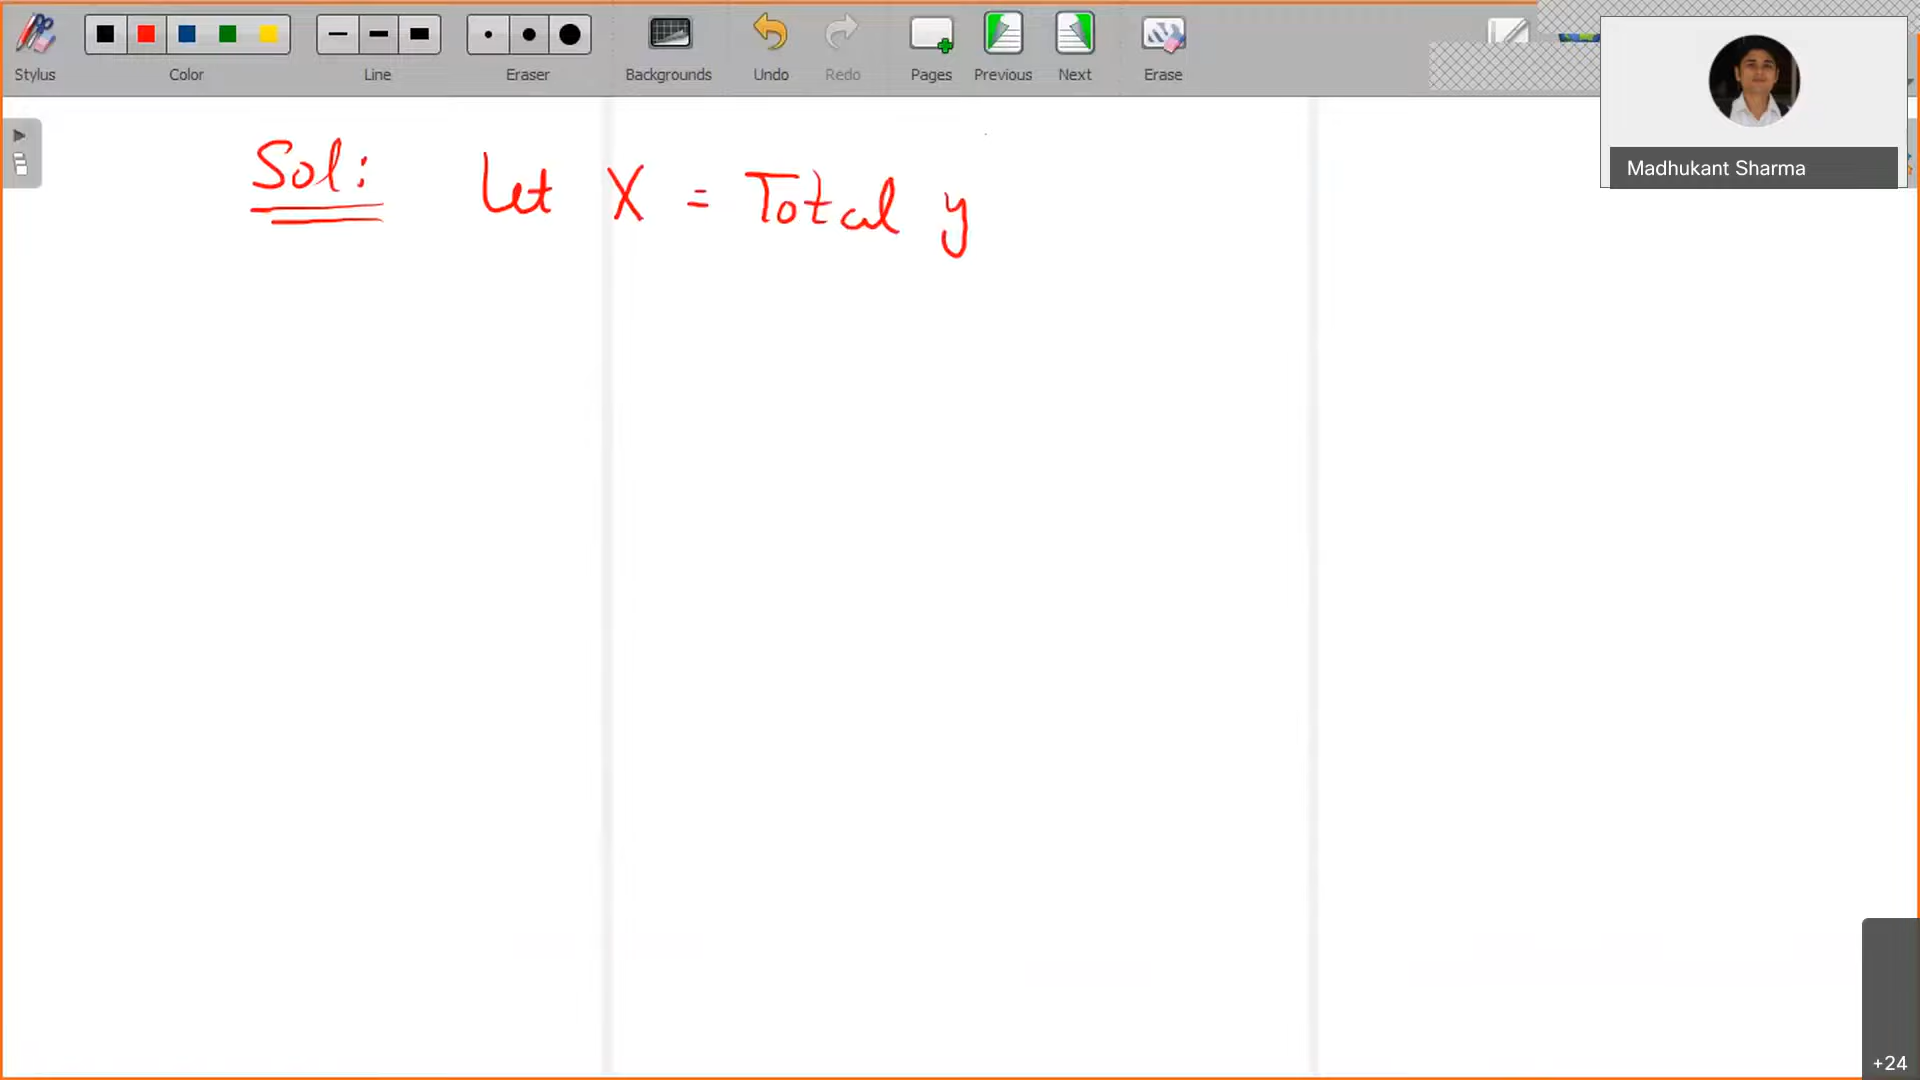 Stylus Color Line Eraser Backgrounds Undo Redo Pages Previous Next Erase
Madhukant Sharma
Sol: Let X = Total y
+24